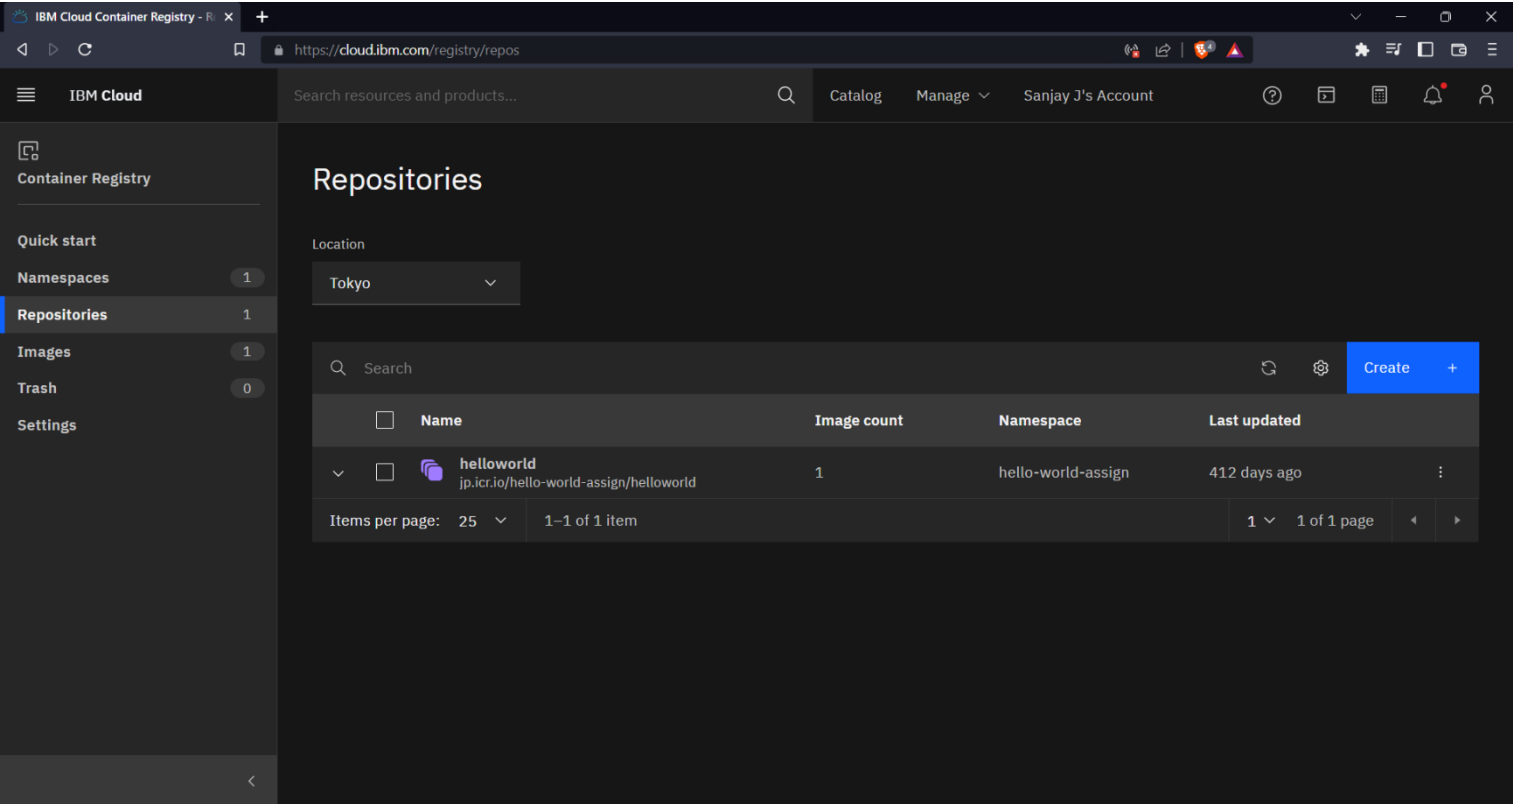 IBM Cloud Container Registry - R
https://cloud.ibm.com/registry/repos
4
IBM Cloud
Search resources and products...
Catalog
Manage
Sanjay J's Account
Container Registry
Quick start
Namespaces 1
Repositories 1
Images 1
Trash 0
Settings
Repositories
Location
Tokyo
Search
Create +
Name Image count Namespace Last updated
helloworld
jp.icr.io/hello-world-assign/helloworld
1 hello-world-assign 412 days ago
Items per page: 25 1–1 of 1 item 1 1 of 1 page